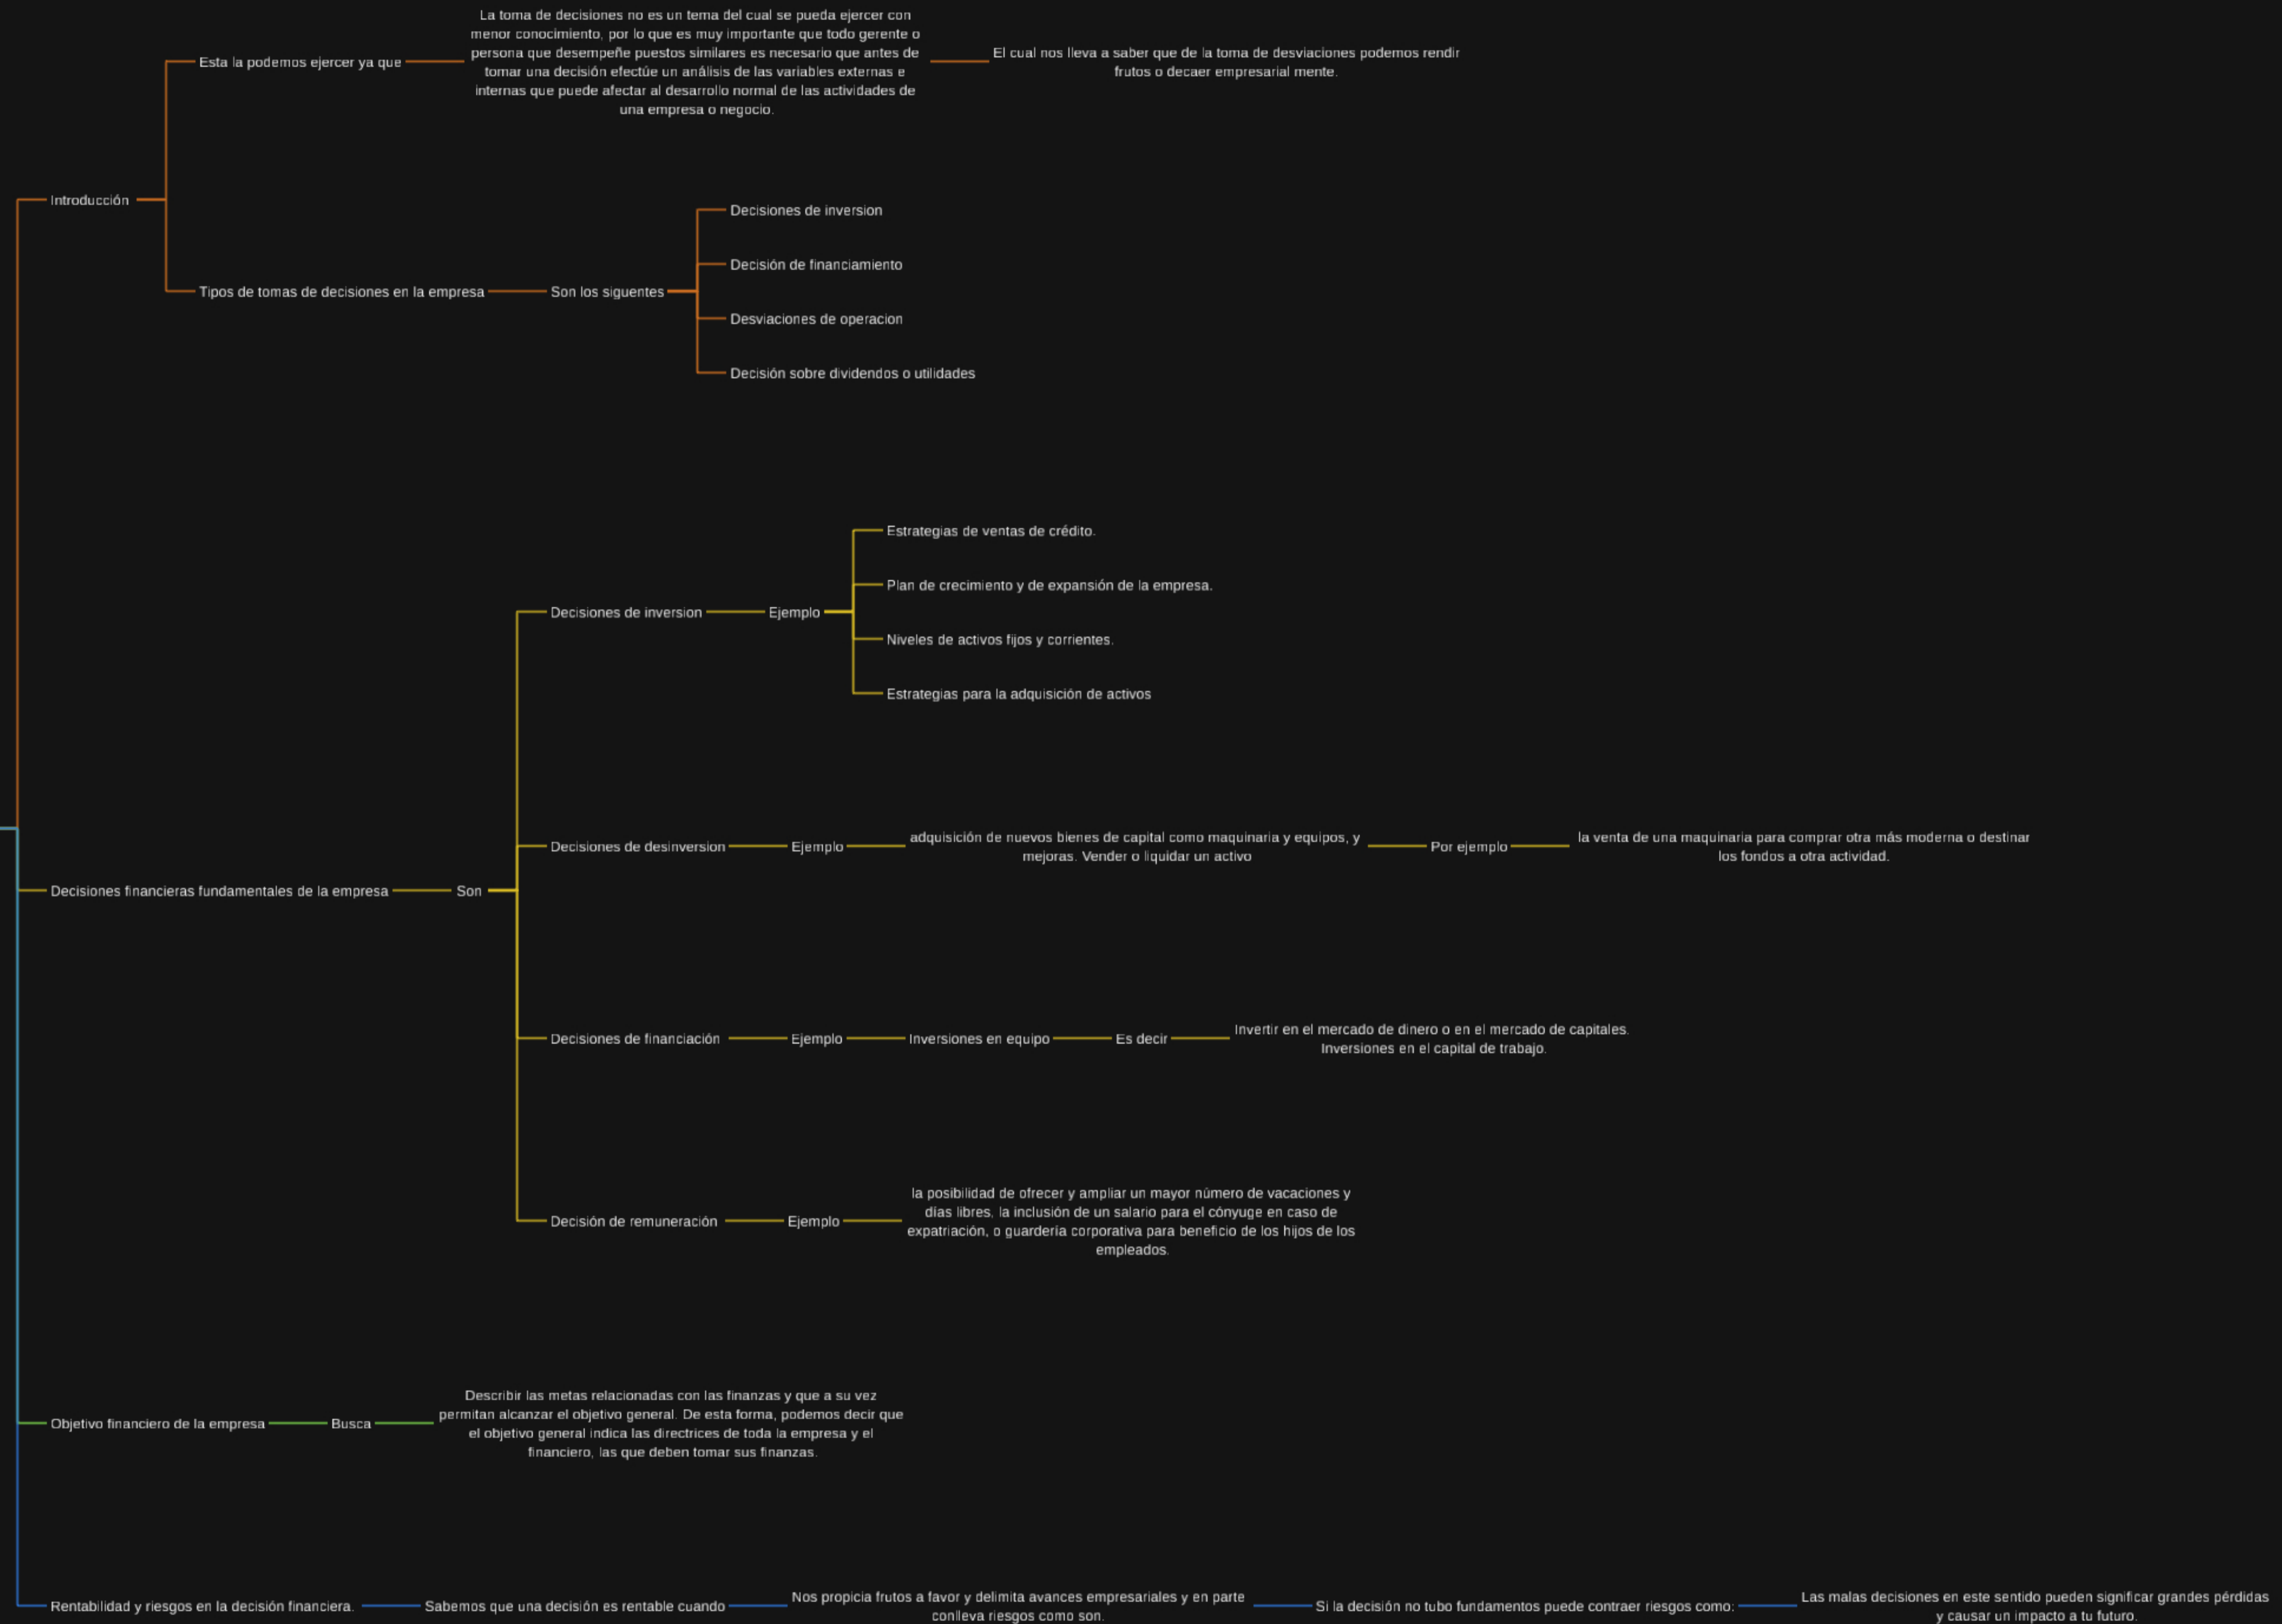 La toma de decisiones no es un tema del cual se pueda ejercer con
menor conocimiento, por lo que es muy importante que todo gerente o
persona que desempeñe puestos similares es necesario que antes de
tomar una decisión efectúe un análisis de las variables externas e
internas que puede afectar al desarrollo normal de las actividades de
una empresa o negocio.
Esta la podemos ejercer ya que
El cual nos lleva a saber que de la toma de desviaciones podemos rendir
frutos o decaer empresarial mente.
Introducción
Tipos de tomas de decisiones en la empresa
Son los siguentes
Decisiones de inversion
Decisión de financiamiento
Desviaciones de operacion
Decisión sobre dividendos o utilidades
Decisiones financieras fundamentales de la empresa
Son
Decisiones de inversion
Ejemplo
Estrategias de ventas de crédito.
Plan de crecimiento y de expansión de la empresa.
Niveles de activos fijos y corrientes.
Estrategias para la adquisición de activos
Decisiones de desinversion
Ejemplo
adquisición de nuevos bienes de capital como maquinaria y equipos, y
mejoras. Vender o liquidar un activo
Por ejemplo
la venta de una maquinaria para comprar otra más moderna o destinar
los fondos a otra actividad.
Decisiones de financiación
Ejemplo
Inversiones en equipo
Es decir
Invertir en el mercado de dinero o en el mercado de capitales.
Inversiones en el capital de trabajo.
Decisión de remuneración
Ejemplo
la posibilidad de ofrecer y ampliar un mayor número de vacaciones y
días libres, la inclusión de un salario para el cónyuge en caso de
expatriación, o guardería corporativa para beneficio de los hijos de los
empleados.
Objetivo financiero de la empresa
Busca
Describir las metas relacionadas con las finanzas y que a su vez
permitan alcanzar el objetivo general. De esta forma, podemos decir que
el objetivo general indica las directrices de toda la empresa y el
financiero, las que deben tomar sus finanzas.
Rentabilidad y riesgos en la decisión financiera.
Sabemos que una decisión es rentable cuando
Nos propicia frutos a favor y delimita avances empresariales y en parte
conlleva riesgos como son.
Si la decisión no tubo fundamentos puede contraer riesgos como:
Las malas decisiones en este sentido pueden significar grandes pérdidas
y causar un impacto a tu futuro.